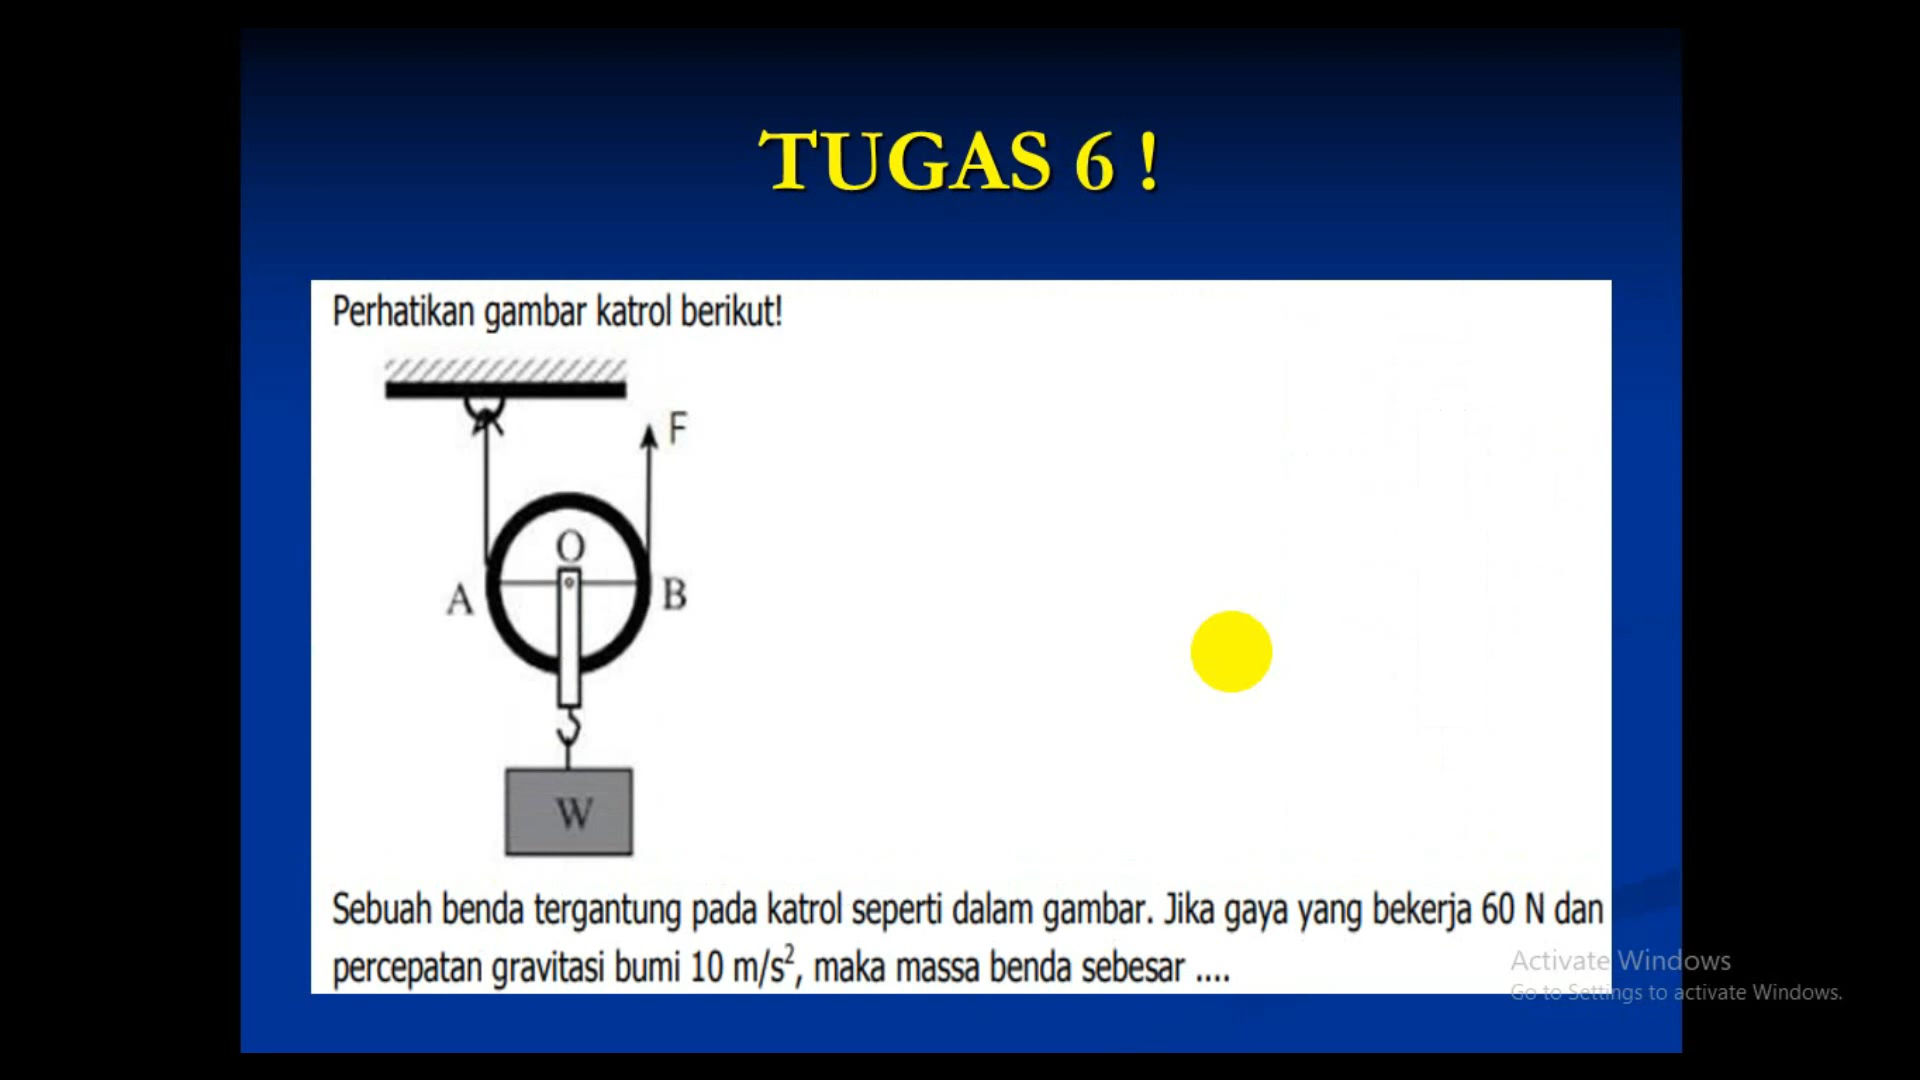 TUGAS 6 !
Perhatikan gambar katrol berikut!
F
O
A
B
W
Sebuah benda tergantung pada katrol seperti dalam gambar. Jika gaya yang bekerja 60 N dan
percepatan gravitasi bumi 10 m/s², maka massa benda sebesar ....
Activate Windows
Go to Settings to activate Windows.